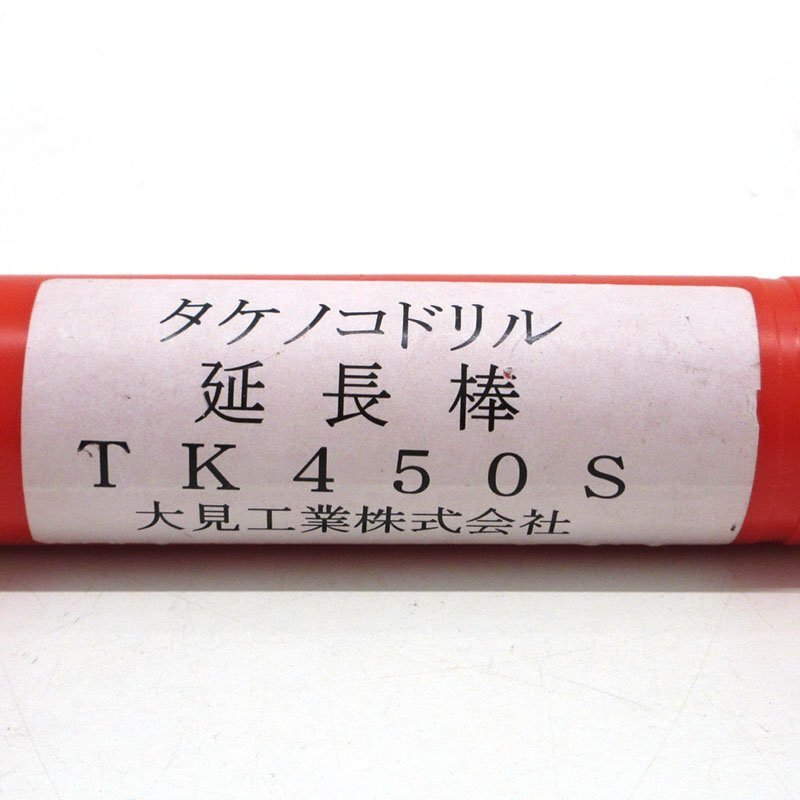 タケノコドリル
延長棒
TK450S
大見工業株式会社